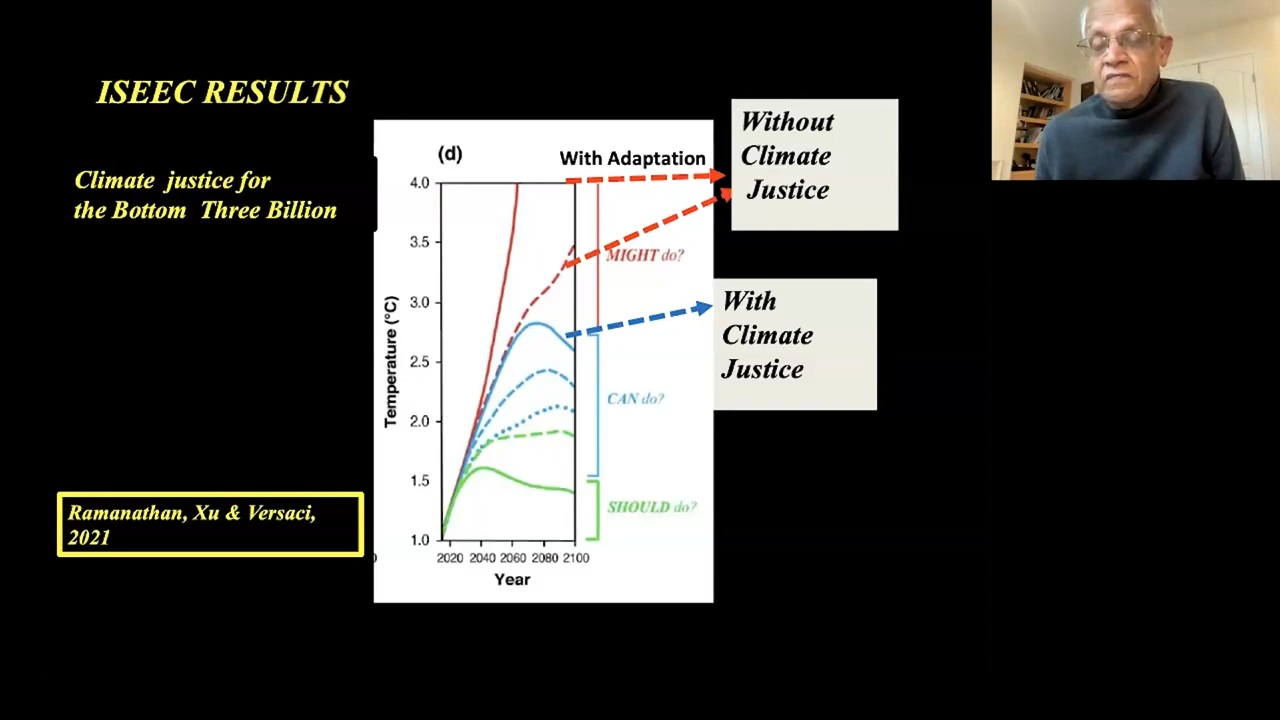 ISEEC RESULTS
Climate justice for
the Bottom Three Billion
Ramanathan, Xu & Versaci,
2021
(d)
With Adaptation
4.0
3.5
3.0
2.5
2.0
1.5
1.0
Temperature (°C)
2020 2040 2060 2080 2100
Year
MIGHT do?
CAN do?
SHOULD do?
Without
Climate
Justice
With
Climate
Justice